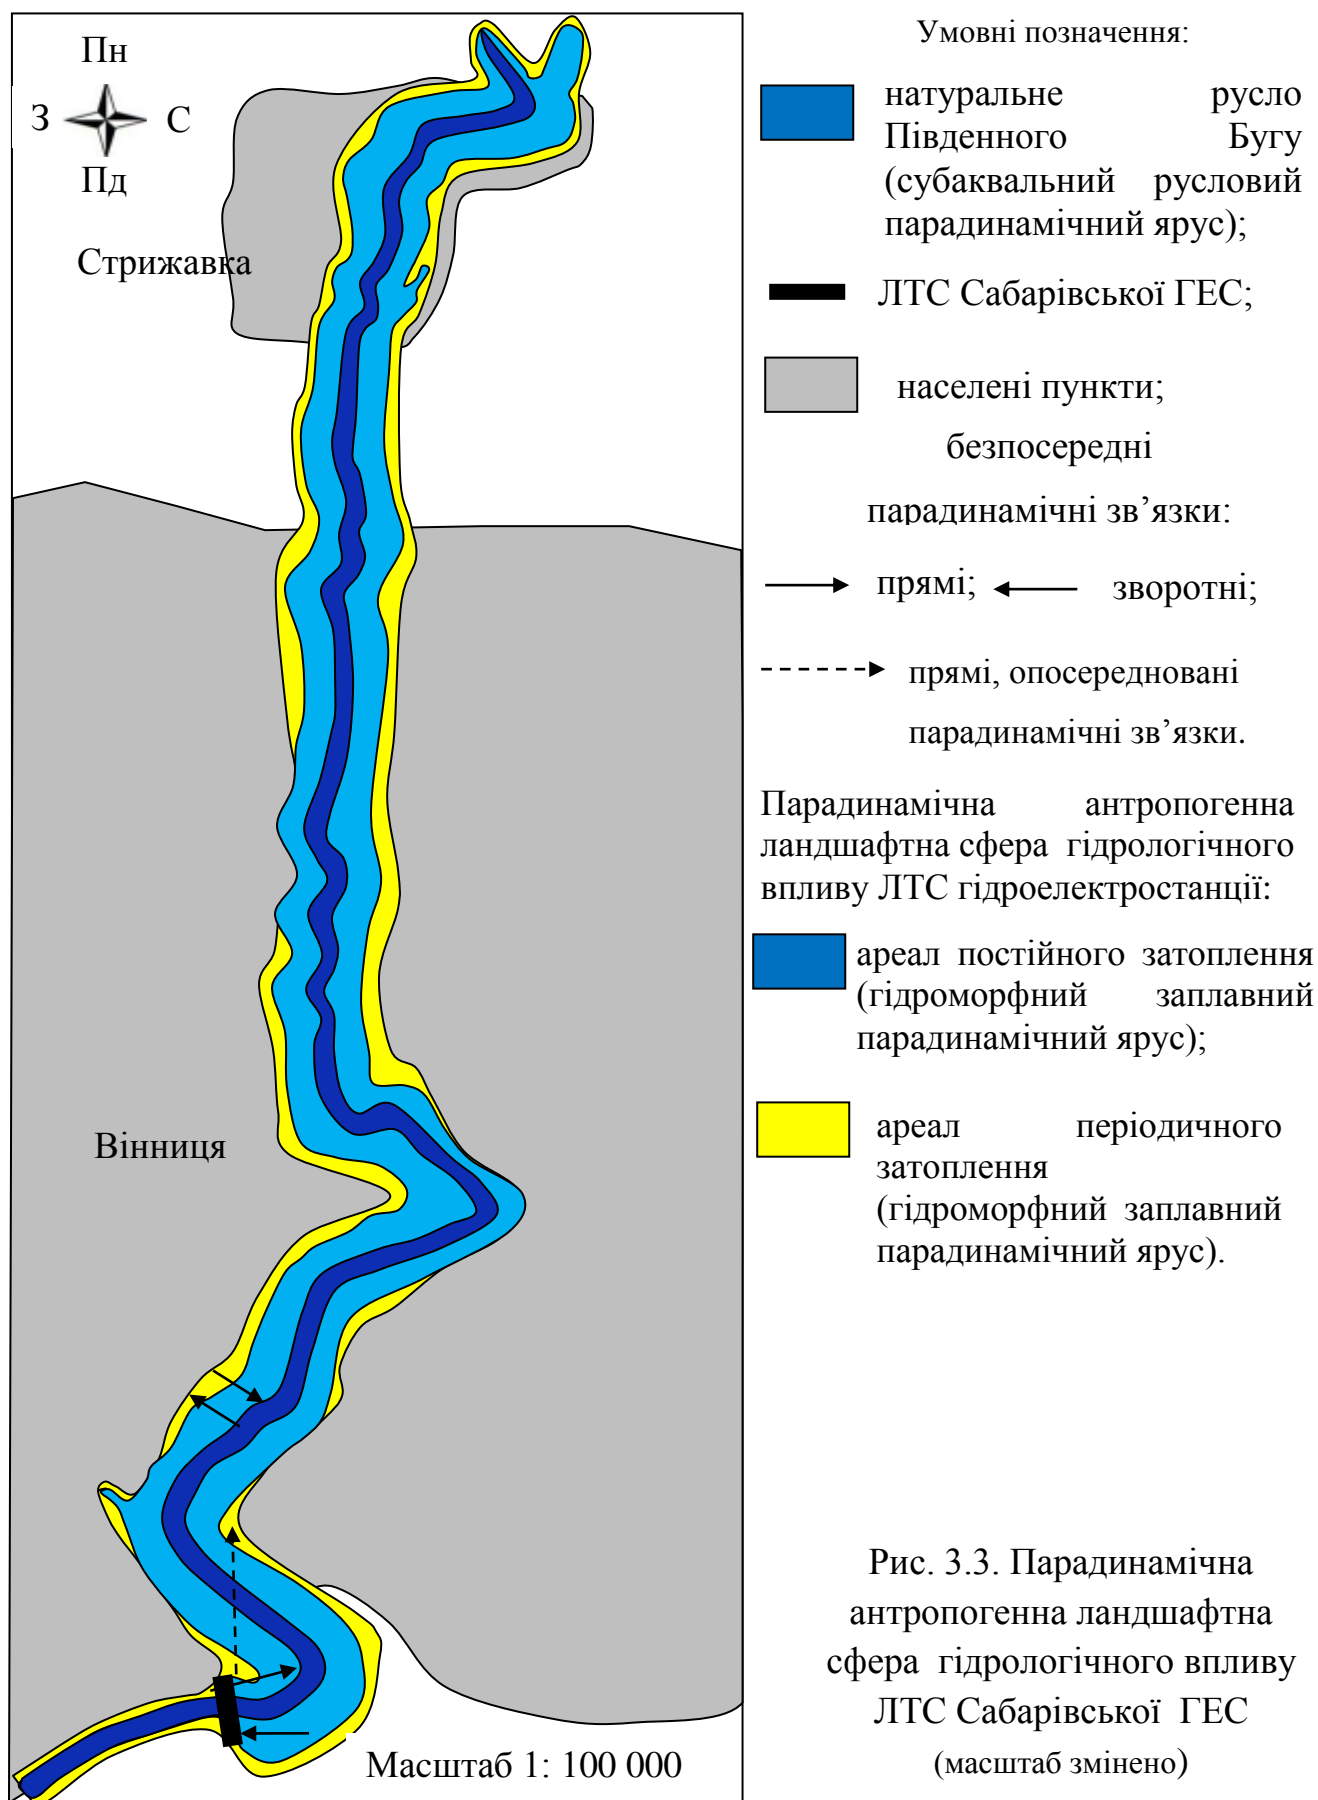 Пн
З С
Пд
Стрижавка
Вінниця
Масштаб 1: 100 000
Умовні позначення:
натуральне русло
Південного Бугу
(субаквальний русловий
парадинамічний ярус);
ЛТС Сабарівської ГЕС;
населені пункти;
безпосередні
парадинамічні зв’язки:
прямі; зворотні;
прямі, опосередновані
парадинамічні зв’язки.
Парадинамічна антропогенна
ландшафтна сфера гідрологічного
впливу ЛТС гідроелектростанції:
ареал постійного затоплення
(гідроморфний заплавний
парадинамічний ярус);
ареал періодичного
затоплення
(гідроморфний заплавний
парадинамічний ярус).
Рис. 3.3. Парадинамічна
антропогенна ландшафтна
сфера гідрологічного впливу
ЛТС Сабарівської ГЕС
(масштаб змінено)